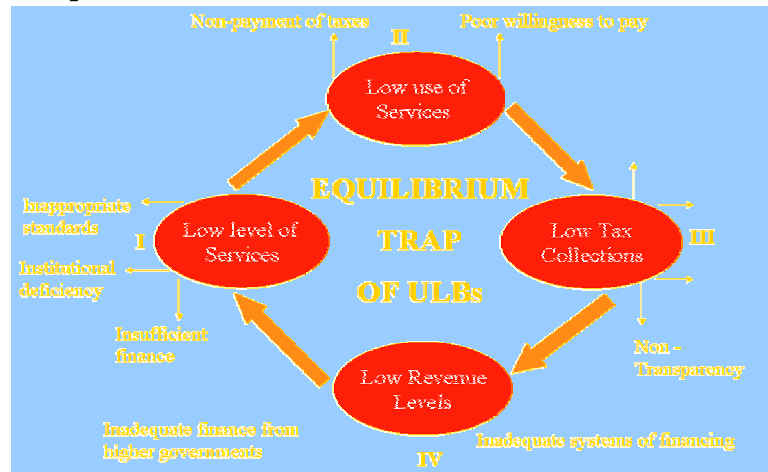 Non-payment of taxes
Poor willingness to pay
II
Low use of
Services
EQUILIBRIUM
TRAP
OF ULBs
Inappropriate
standards
I
Low level of
Services
Institutional
deficiency
Insufficient
finance
Low Tax
Collections
III
Non -
Transparency
Low Revenue
Levels
Inadequate finance from
higher governments
Inadequate systems of financing
IV